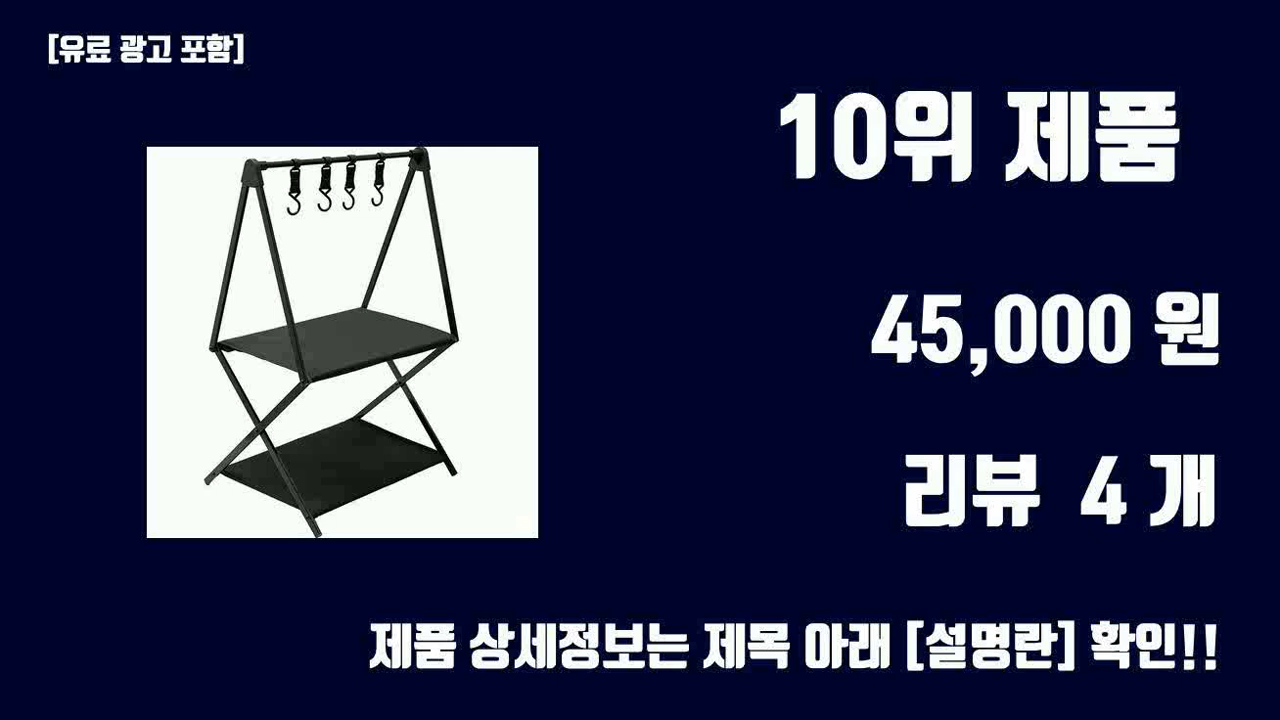 [유료 광고 포함]
10위 제품
45,000 원
리뷰 4 개
제품 상세정보는 제목 아래 [설명란] 확인!!